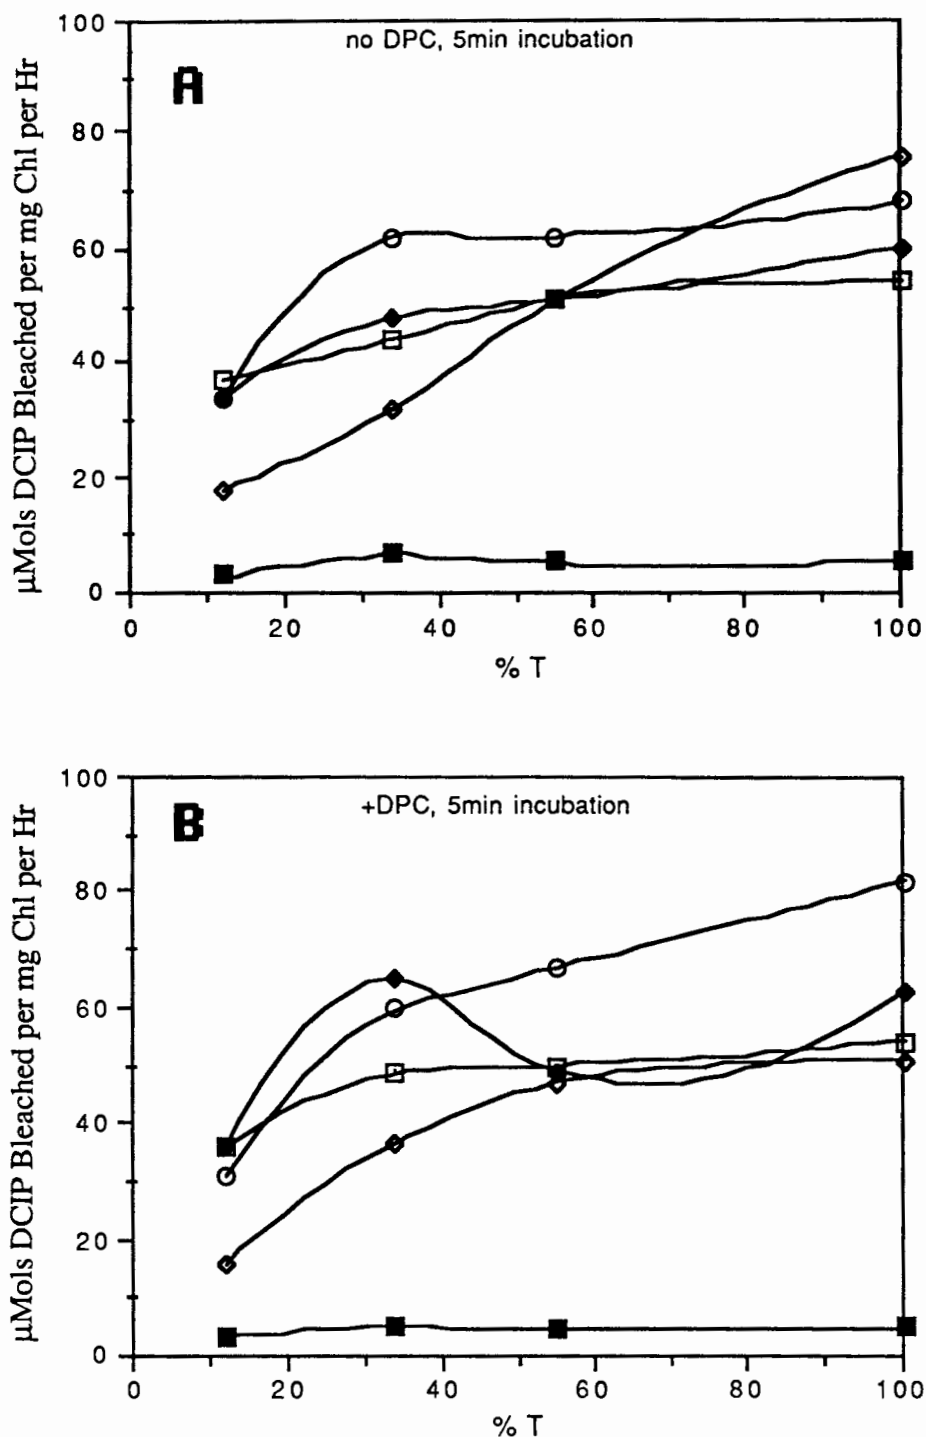 A
no DPC, 5min incubation
µMols DCIP Bleached per mg Chl per Hr
100
80
60
40
20
0
0 20 40 60 80 100
% T
B
+DPC, 5min incubation
µMols DCIP Bleached per mg Chl per Hr
100
80
60
40
20
0
0 20 40 60 80 100
% T